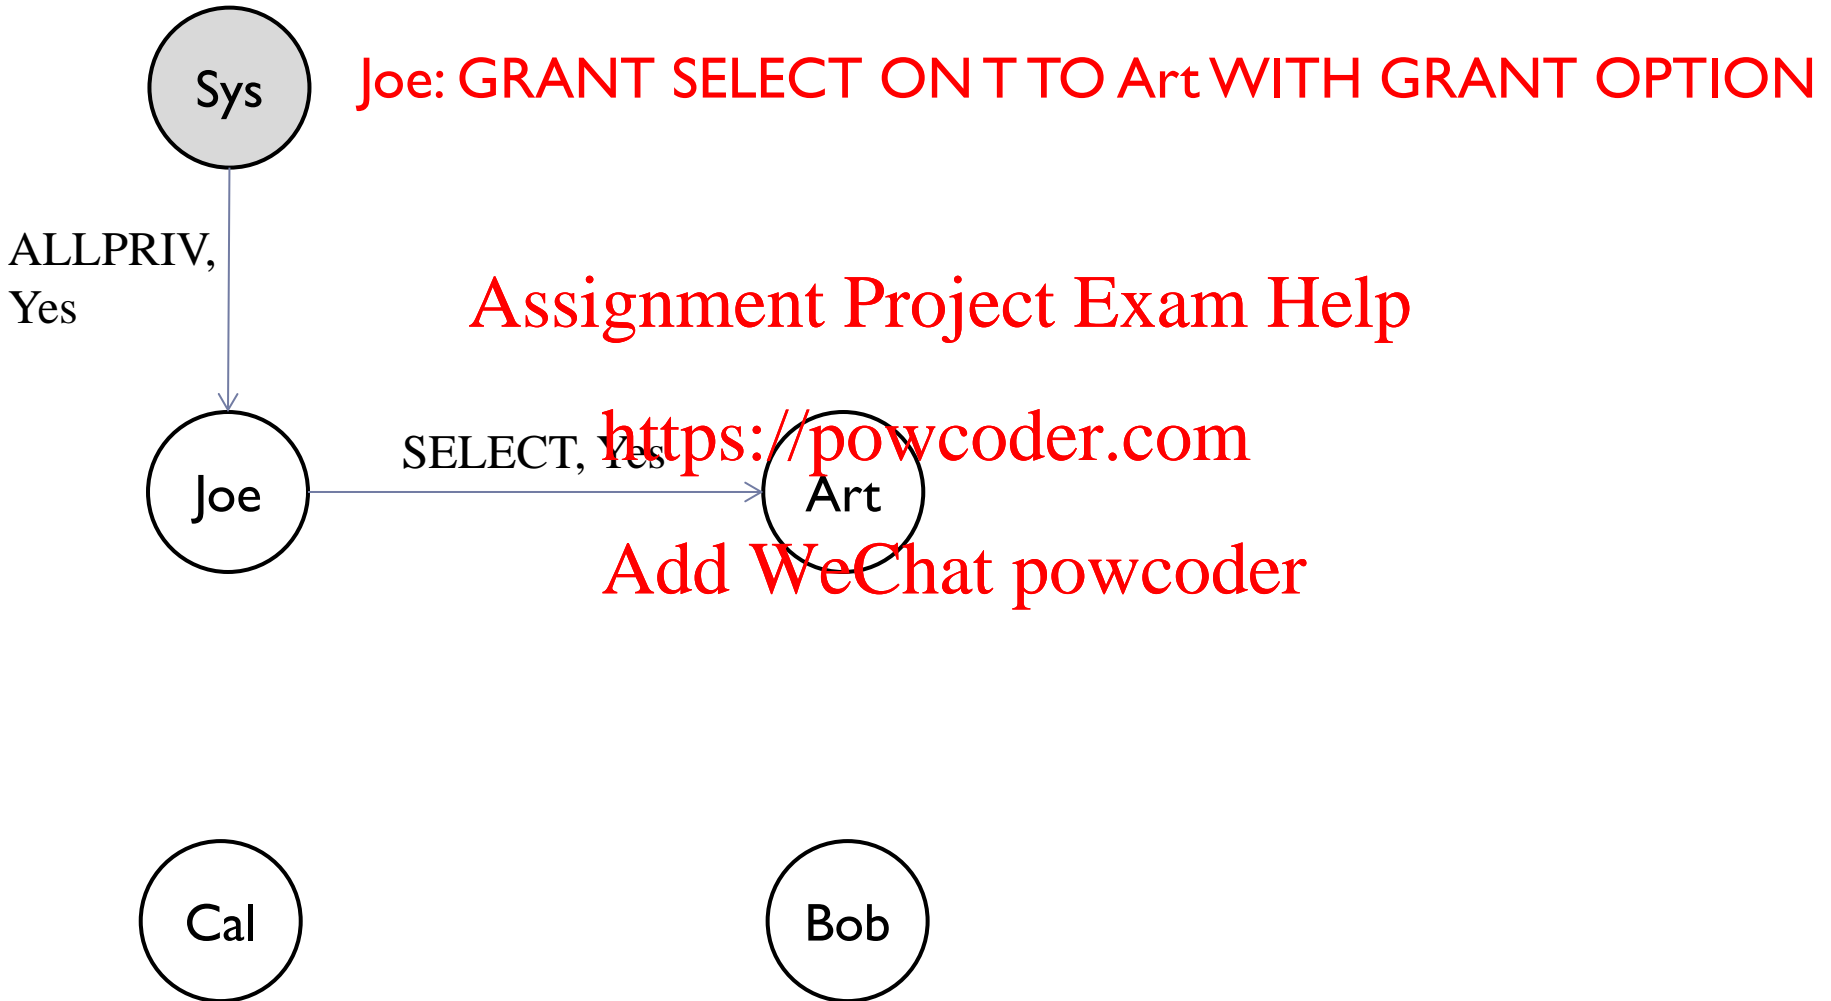 Sys
Joe: GRANT SELECT ON T TO Art WITH GRANT OPTION
ALLPRIV,
Yes
Assignment Project Exam Help
https://powcoder.com
SELECT, Yes
Joe
Art
Add WeChat powcoder
Cal
Bob